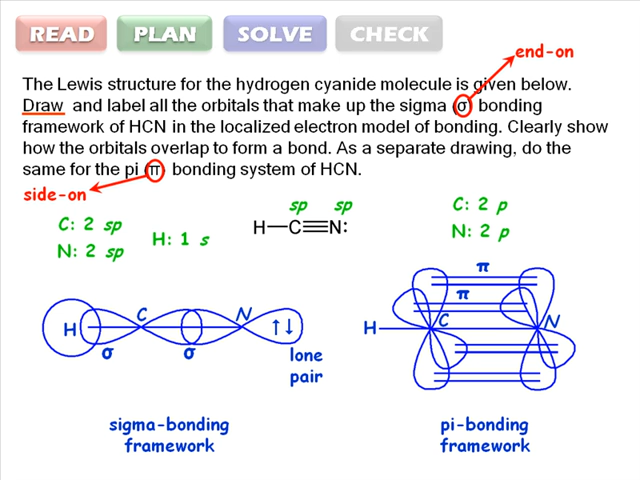 READ PLAN SOLVE CHECK
end-on
The Lewis structure for the hydrogen cyanide molecule is given below.
Draw and label all the orbitals that make up the sigma (σ) bonding
framework of HCN in the localized electron model of bonding. Clearly show
how the orbitals overlap to form a bond. As a separate drawing, do the
same for the pi (π) bonding system of HCN.
side-on
C: 2 sp
N: 2 sp
H: 1 s
sp sp
H—C≡N:
C: 2 p
N: 2 p
H C N ↑↓
σ σ
lone
pair
sigma-bonding
framework
π
π
H C N
pi-bonding
framework